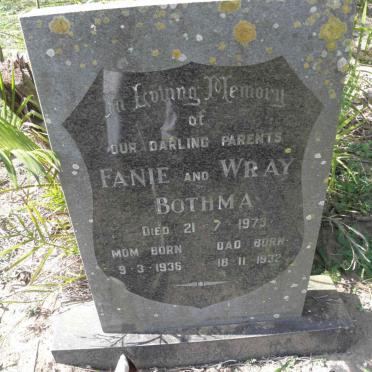 In Loving Memory
of
OUR DARLING PARENTS
FANIE AND WRAY
BOTHMA
DIED 21 - 7 - 1973
MOM BORN DAD BORN
9-3-1936 18-11-1932